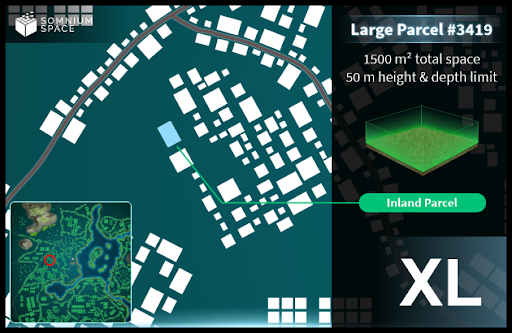 SOMNIUM
SPACE
Large Parcel #3419
1500 m² total space
50 m height & depth limit
Inland Parcel
XL